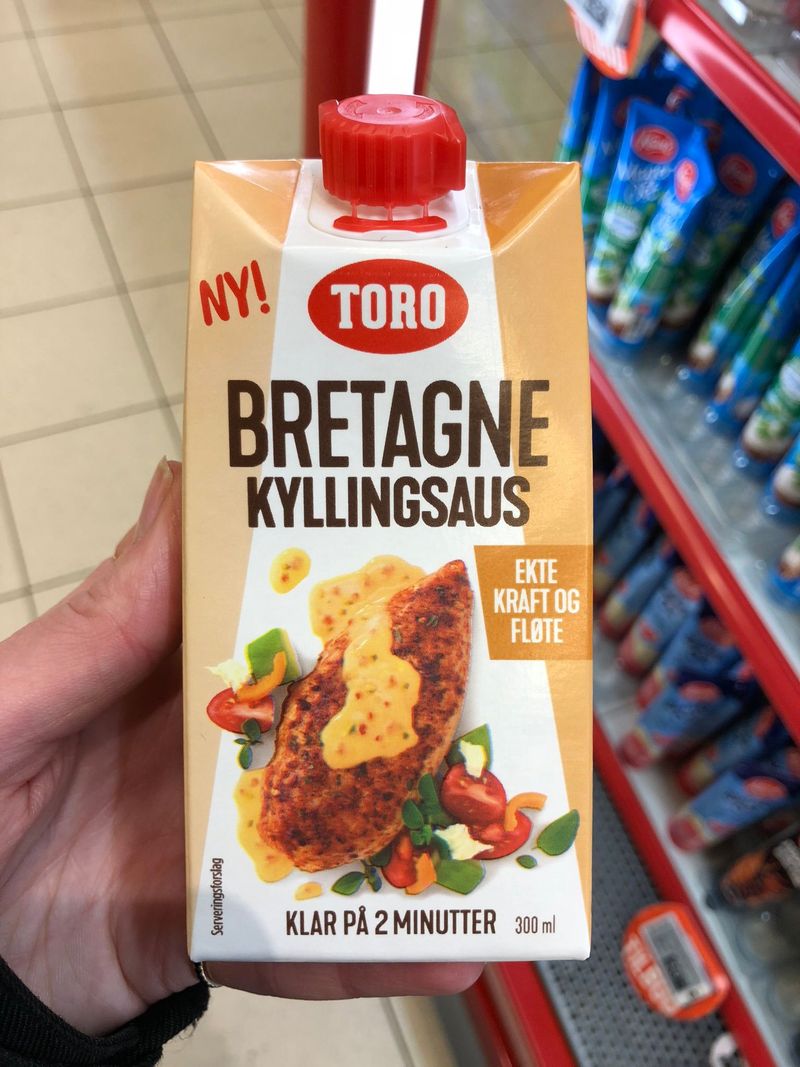 NY!
TORO
BRETAGNE
KYLLINGSAUS
EKTE
KRAFT OG
FLØTE
Serveringsforslag
KLAR PÅ 2 MINUTTER 300 ml